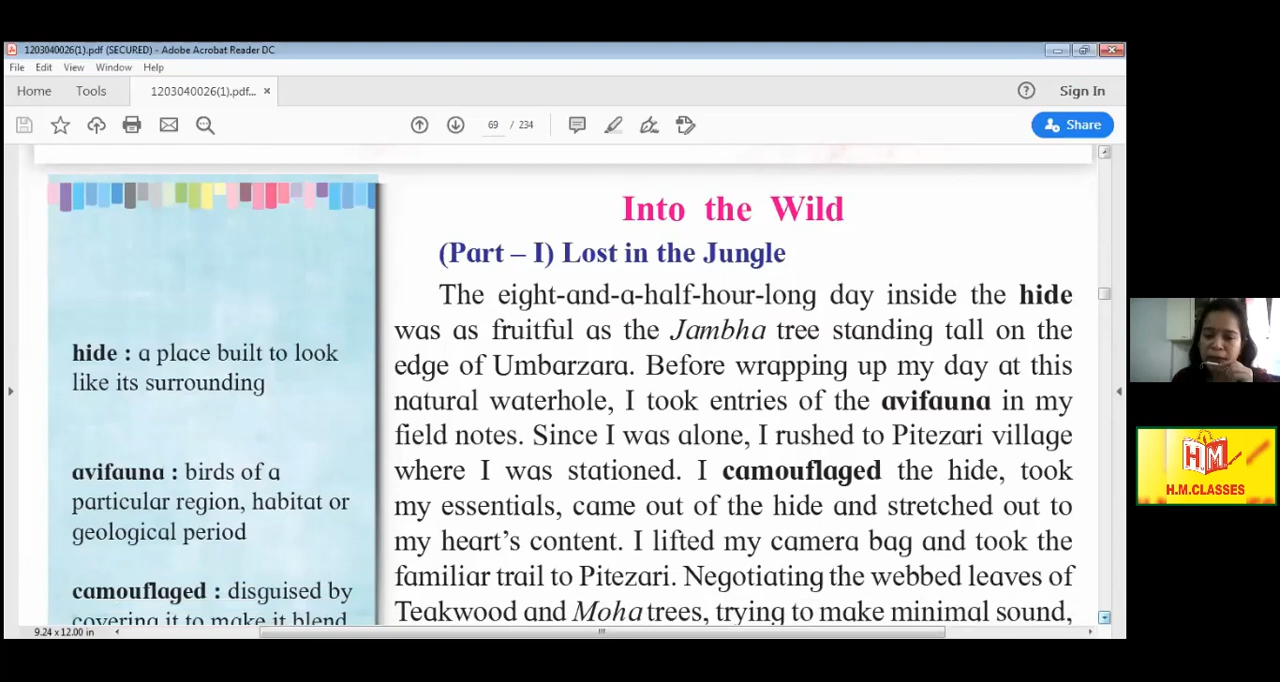 1203040026(1).pdf (SECURED) - Adobe Acrobat Reader DC
File Edit View Window Help
Home Tools 1203040026(1).pdf... × Sign In
69 / 234 Share
Into the Wild
(Part – I) Lost in the Jungle
The eight-and-a-half-hour-long day inside the hide
was as fruitful as the Jambha tree standing tall on the
edge of Umbarzara. Before wrapping up my day at this
natural waterhole, I took entries of the avifauna in my
field notes. Since I was alone, I rushed to Pitezari village
where I was stationed. I camouflaged the hide, took
my essentials, came out of the hide and stretched out to
my heart's content. I lifted my camera bag and took the
familiar trail to Pitezari. Negotiating the webbed leaves of
Teakwood and Moha trees, trying to make minimal sound,
hide : a place built to look
like its surrounding
avifauna : birds of a
particular region, habitat or
geological period
camouflaged : disguised by
covering it to make it blend
9.24 x 12.00 in
H.M
H.M.CLASSES